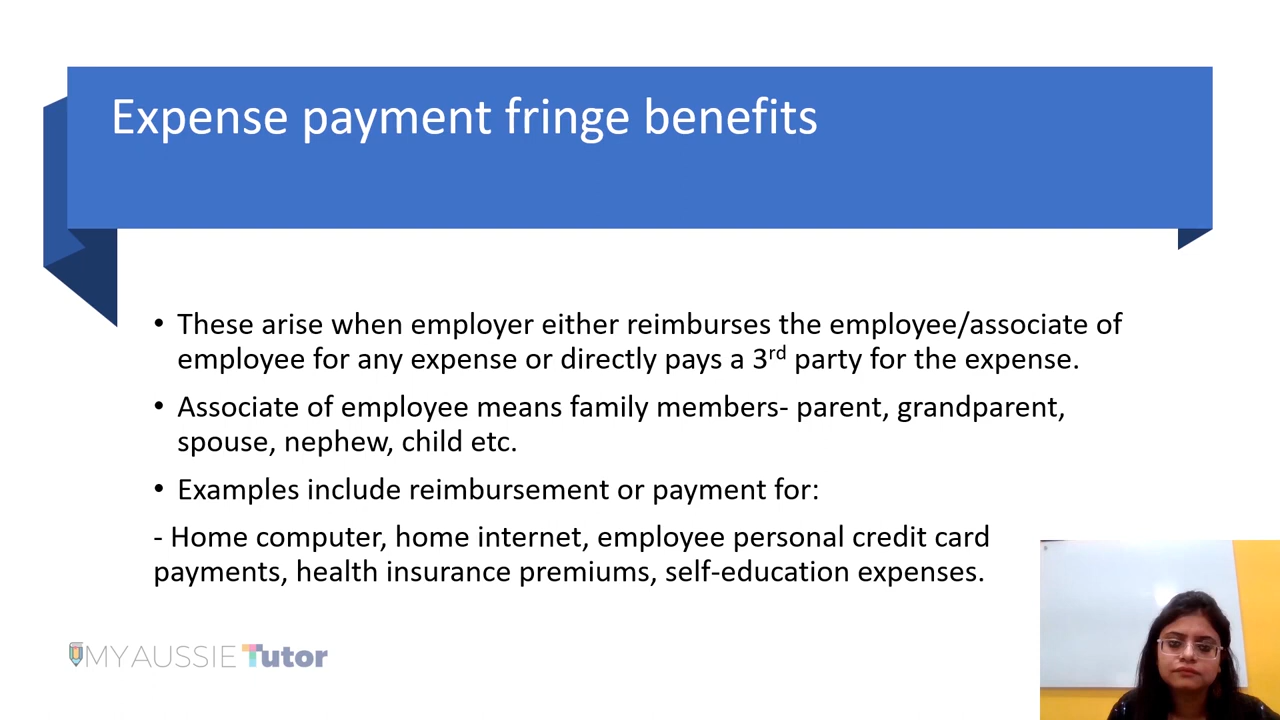 Expense payment fringe benefits
• These arise when employer either reimburses the employee/associate of
employee for any expense or directly pays a 3rd party for the expense.
• Associate of employee means family members- parent, grandparent,
spouse, nephew, child etc.
• Examples include reimbursement or payment for:
- Home computer, home internet, employee personal credit card
payments, health insurance premiums, self-education expenses.
MY AUSSIE Tutor